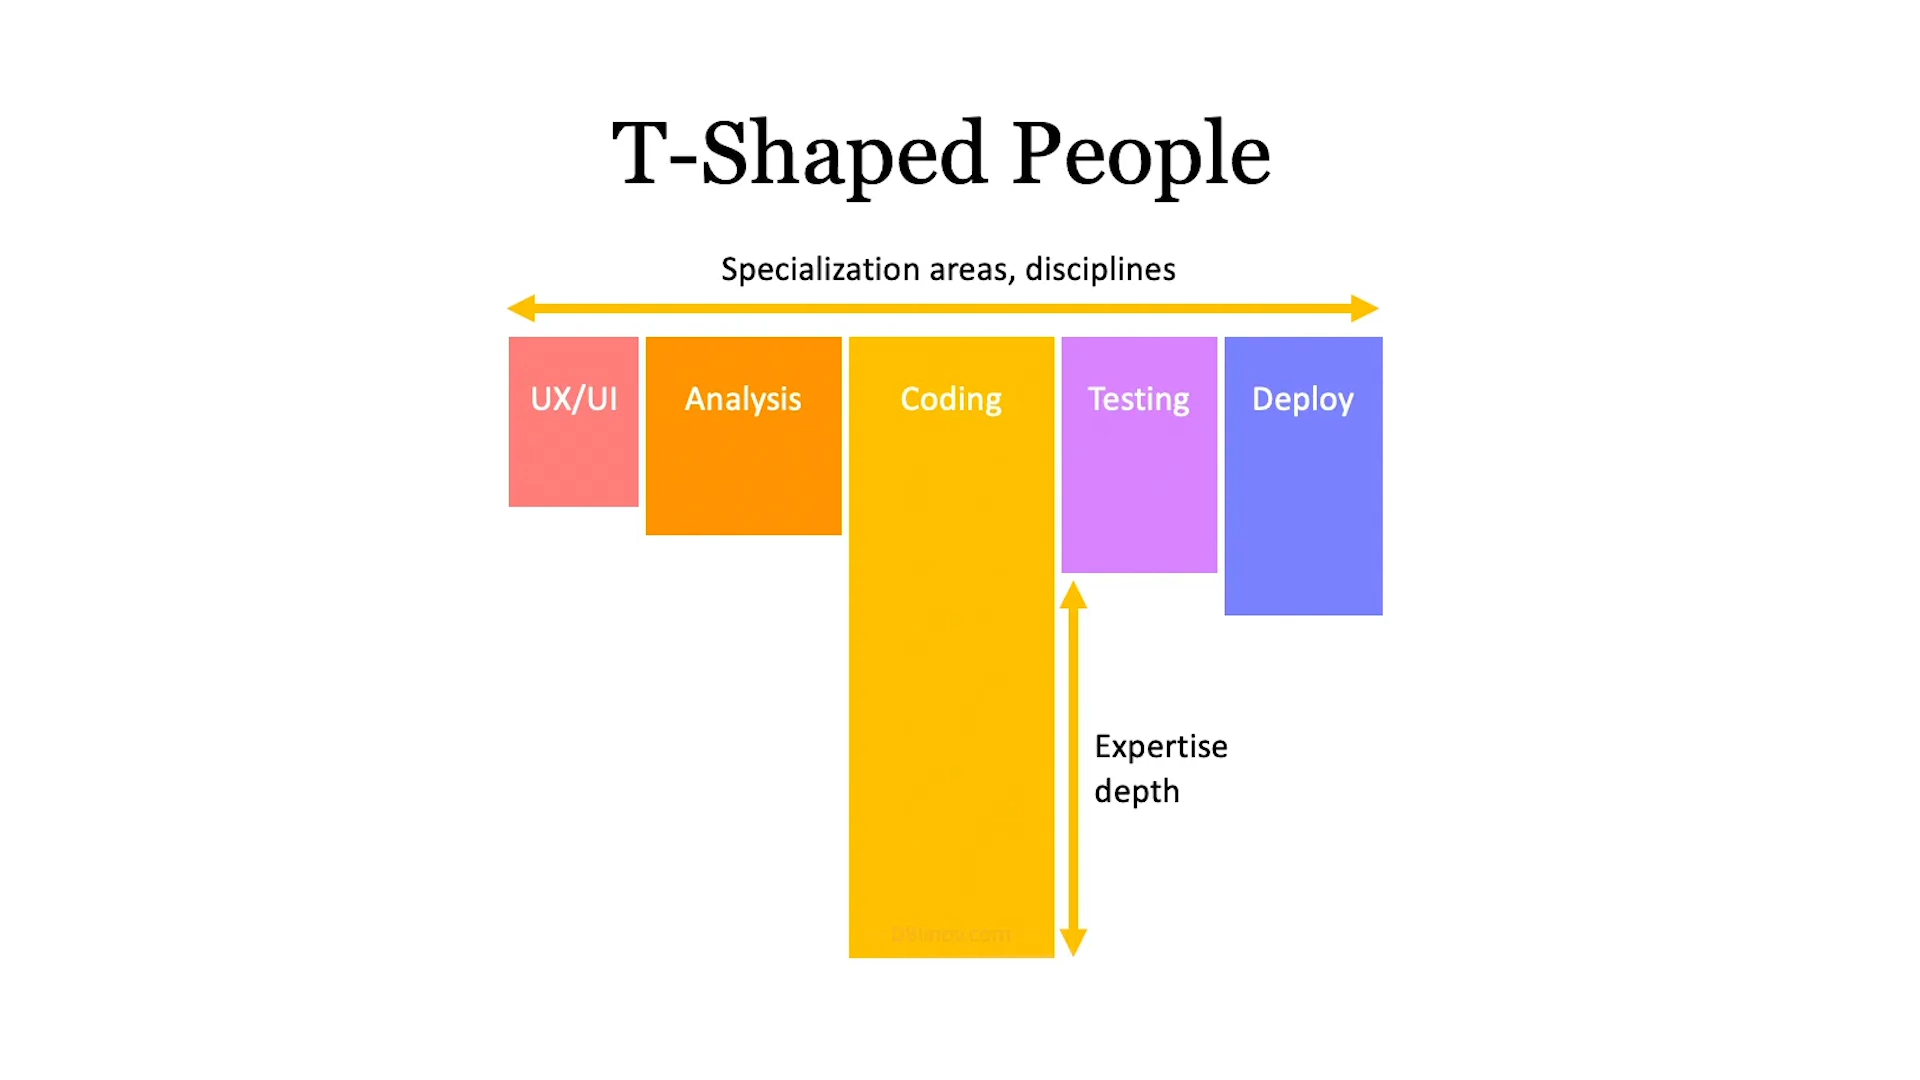 T-Shaped People
Specialization areas, disciplines
UX/UI
Analysis
Coding
Testing
Deploy
Expertise
depth